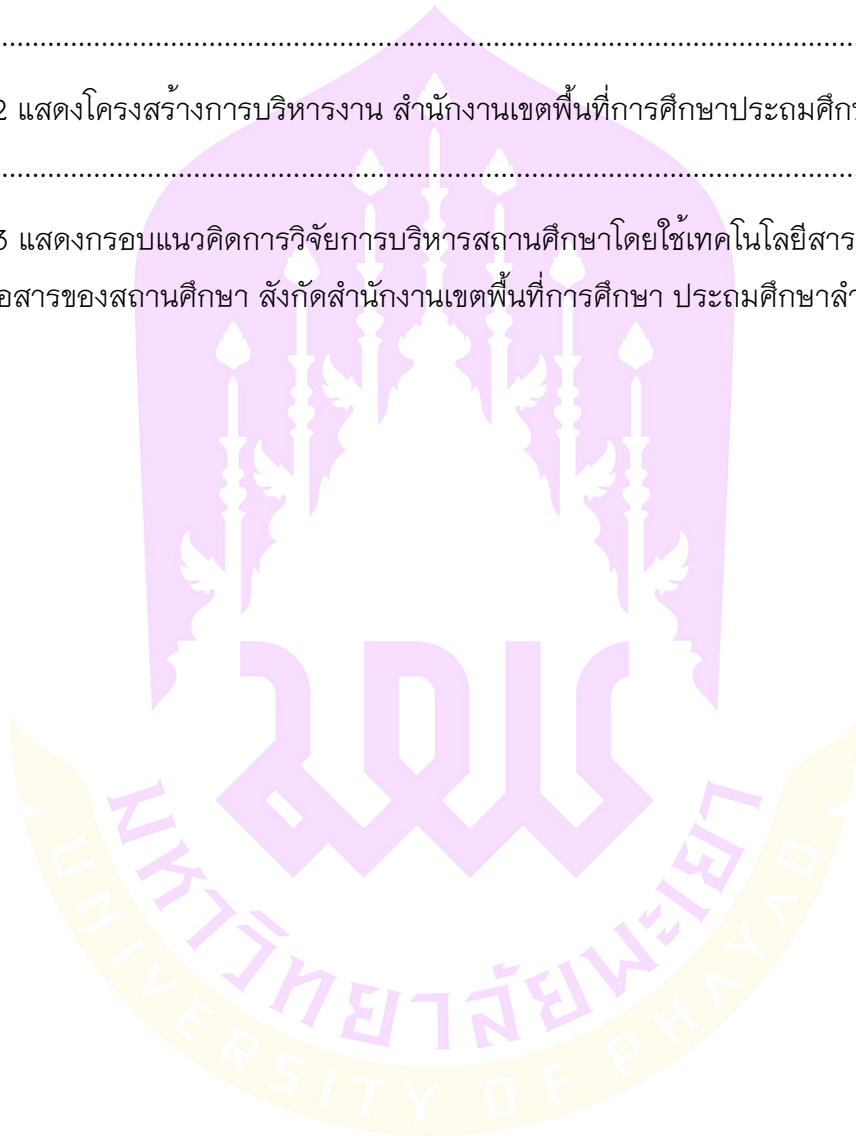 ....................................................................................................................
2 แสดงโครงสร้างการบริหารงาน สำนักงานเขตพื้นที่การศึกษาประถมศึกษ
....................................................................................................................
3 แสดงกรอบแนวคิดการวิจัยการบริหารสถานศึกษาโดยใช้เทคโนโลยีสาร
อสารของสถานศึกษา สังกัดสำนักงานเขตพื้นที่การศึกษา ประถมศึกษาลำ
มหาวิทยาลัยพะเยา
UNIVERSITY OF PHAYAO